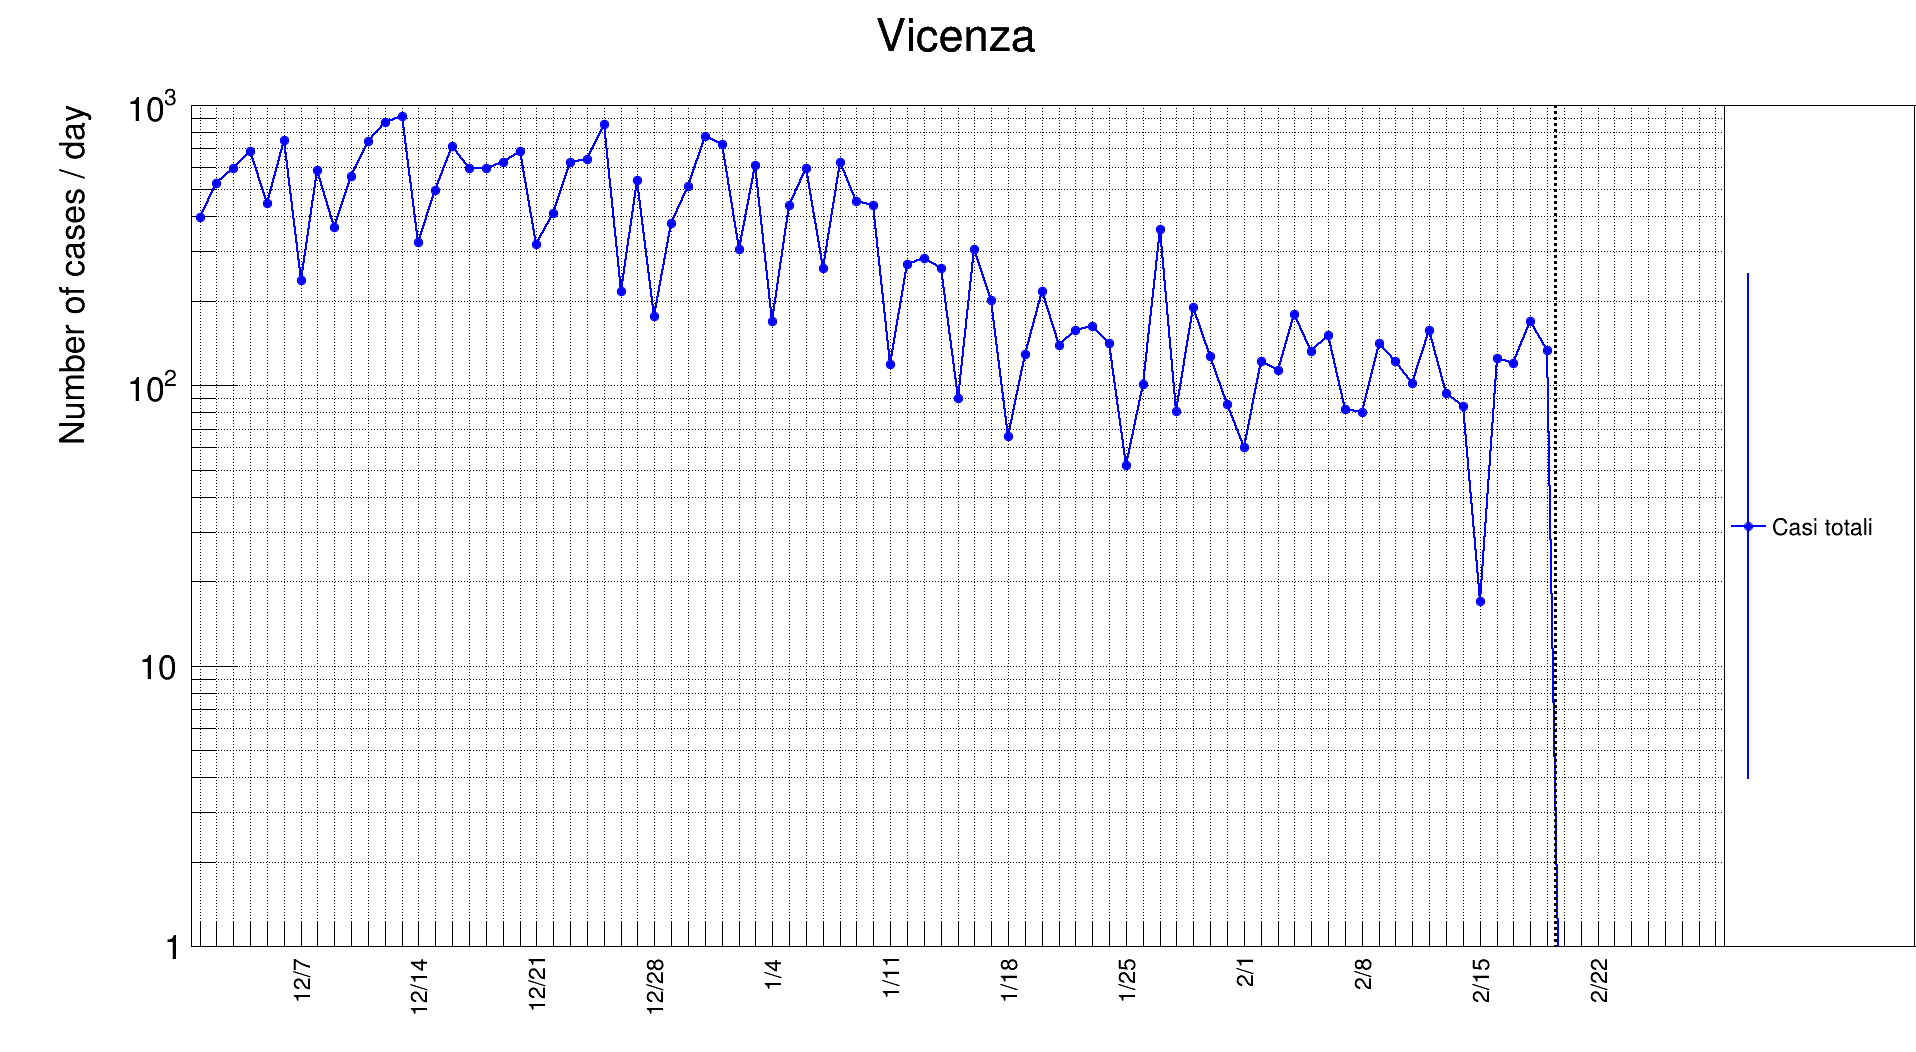 Vicenza
Number of cases / day
10³
10²
10
1
12/7 12/14 12/21 12/28 1/4 1/11 1/18 1/25 2/1 2/8 2/15 2/22
Casi totali